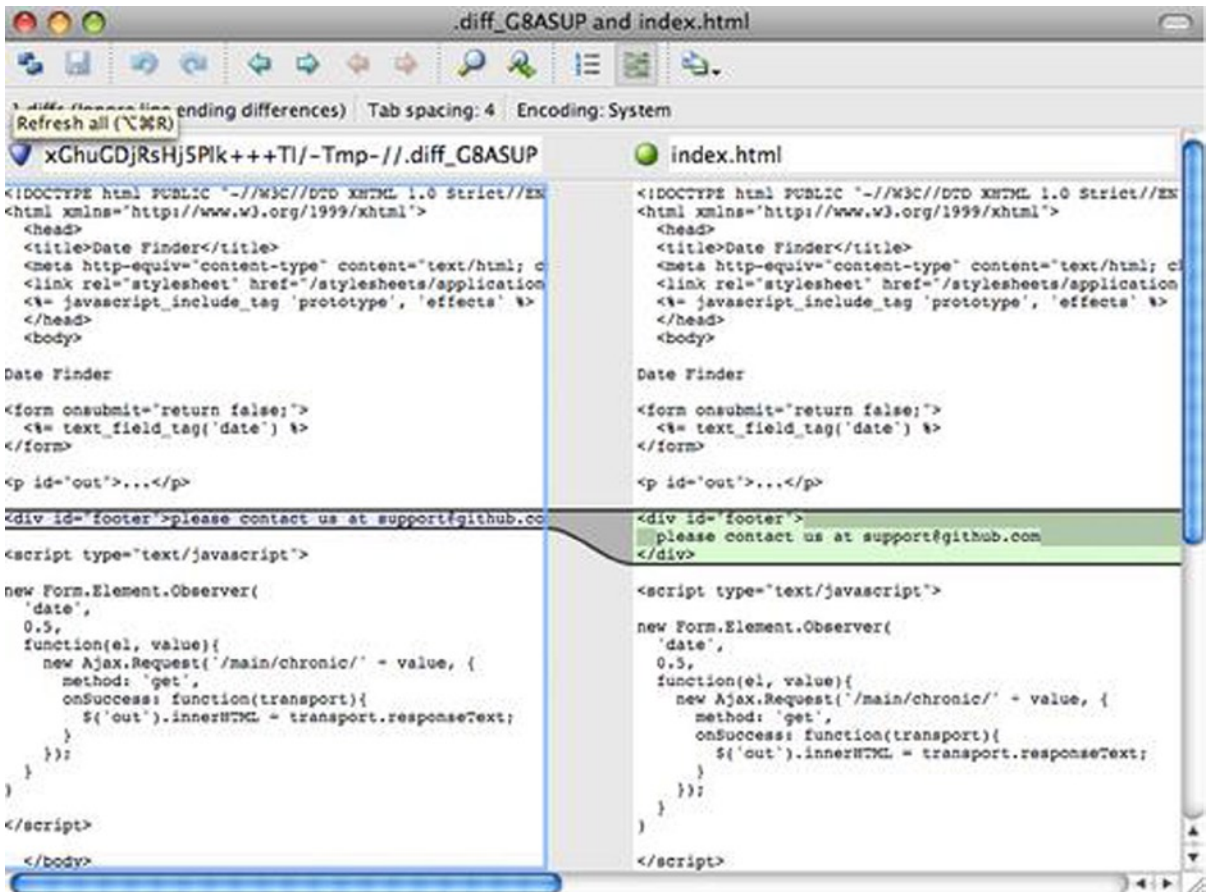 .diff_G8ASUP and index.html
1 diffs (Ignore line ending differences) Tab spacing: 4 Encoding: System
Refresh all (⌥⌘R)
xGhuGDjRsHj5Plk+++TI/-Tmp-//.diff_G8ASUP
<!DOCTYPE html PUBLIC "-//W3C//DTD XHTML 1.0 Strict//EN
<html xmlns="http://www.w3.org/1999/xhtml">
<head>
<title>Date Finder</title>
<meta http-equiv="content-type" content="text/html; c
<link rel="stylesheet" href="/stylesheets/application
<%= javascript_include_tag 'prototype', 'effects' %>
</head>
<body>
Date Finder
<form onsubmit="return false;">
<%= text_field_tag('date') %>
</form>
<p id="out">...</p>
<div id="footer">please contact us at support@github.co
<script type="text/javascript">
new Form.Element.Observer(
'date',
0.5,
function(el, value){
new Ajax.Request('/main/chronic/' + value, {
method: 'get',
onSuccess: function(transport){
$('out').innerHTML = transport.responseText;
}
});
}
)
</script>
</body>
index.html
<!DOCTYPE html PUBLIC "-//W3C//DTD XHTML 1.0 Strict//EN
<html xmlns="http://www.w3.org/1999/xhtml">
<head>
<title>Date Finder</title>
<meta http-equiv="content-type" content="text/html; c
<link rel="stylesheet" href="/stylesheets/application
<%= javascript_include_tag 'prototype', 'effects' %>
</head>
<body>
Date Finder
<form onsubmit="return false;">
<%= text_field_tag('date') %>
</form>
<p id="out">...</p>
<div id="footer">
please contact us at support@github.com
</div>
<script type="text/javascript">
new Form.Element.Observer(
'date',
0.5,
function(el, value){
new Ajax.Request('/main/chronic/' + value, {
method: 'get',
onSuccess: function(transport){
$('out').innerHTML = transport.responseText;
}
});
}
)
</script>